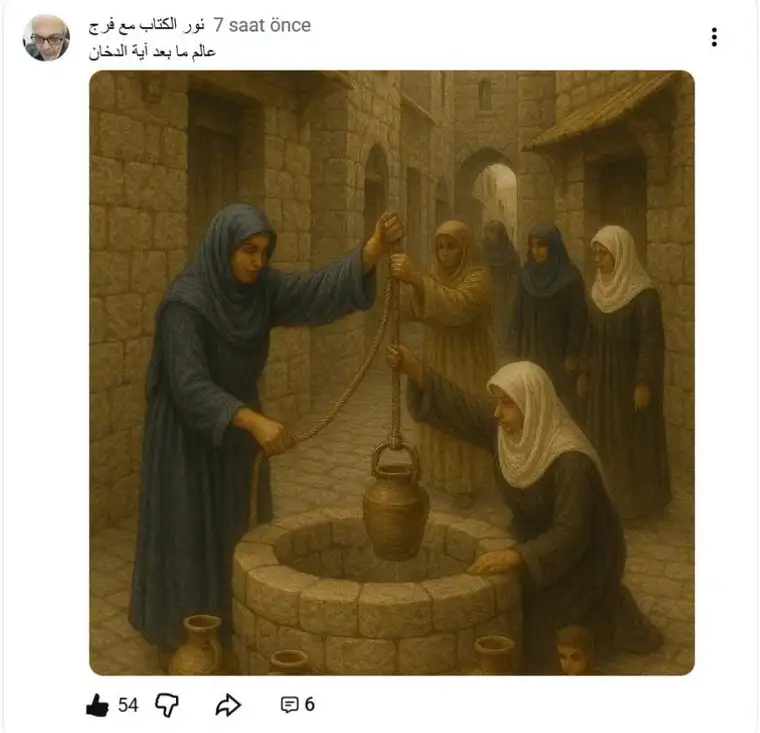 نور الكتاب مع فرج 7 saat önce
عالم ما بعد آية الدخان
54
6